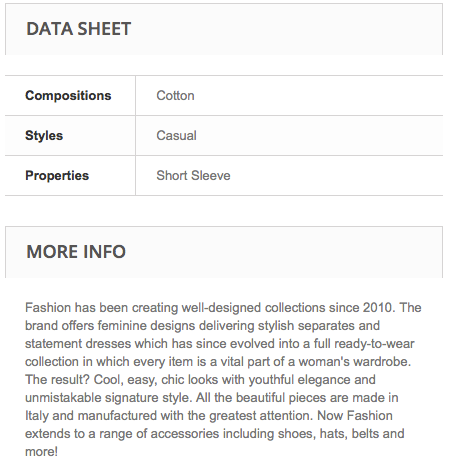 DATA SHEET
Compositions Cotton
Styles Casual
Properties Short Sleeve
MORE INFO
Fashion has been creating well-designed collections since 2010. The
brand offers feminine designs delivering stylish separates and
statement dresses which has since evolved into a full ready-to-wear
collection in which every item is a vital part of a woman's wardrobe.
The result? Cool, easy, chic looks with youthful elegance and
unmistakable signature style. All the beautiful pieces are made in
Italy and manufactured with the greatest attention. Now Fashion
extends to a range of accessories including shoes, hats, belts and
more!